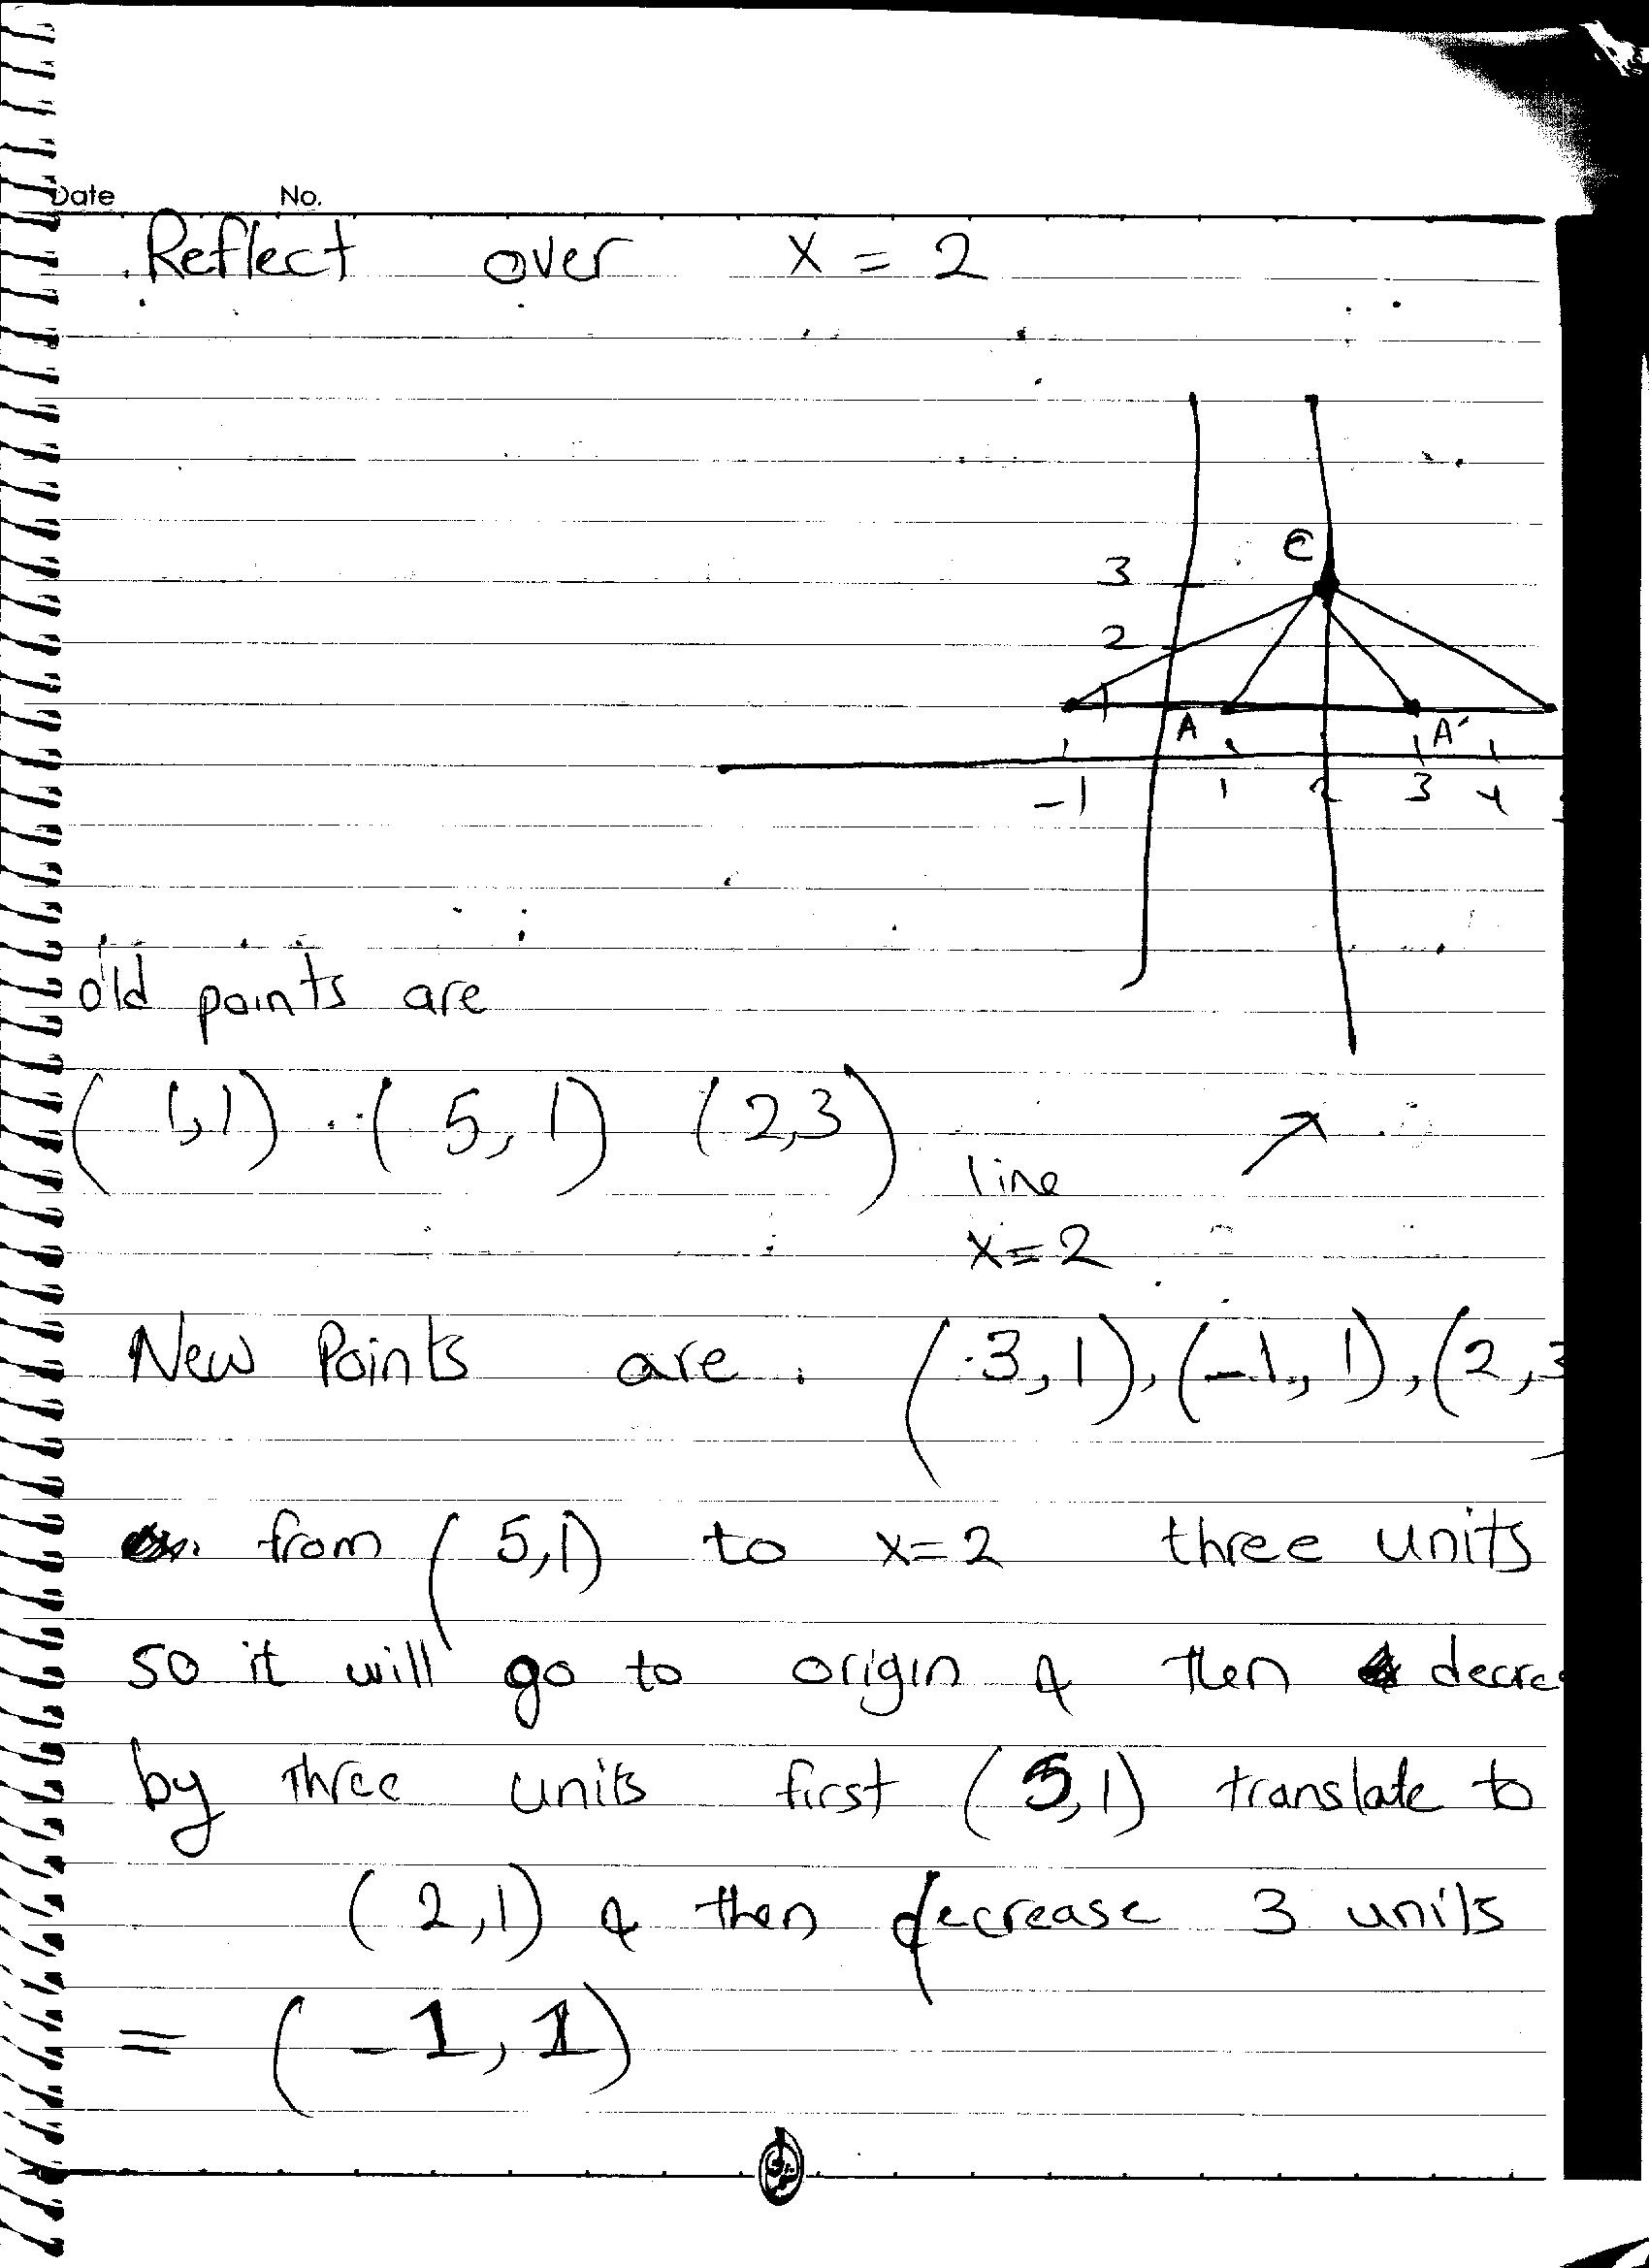 Date No.
Reflect over x = 2
C
3
2
1
A A´
-1 1 2 3 4
old points are
(1,1) (5,1) (2,3)
line
x=2
New Points are (3,1),(-1,1),(2,3
from (5,1) to x=2 three units
so it will go to origin & then decre
by three units first (5,1) translate to
(2,1) & then decrease 3 units
= (-1,1)